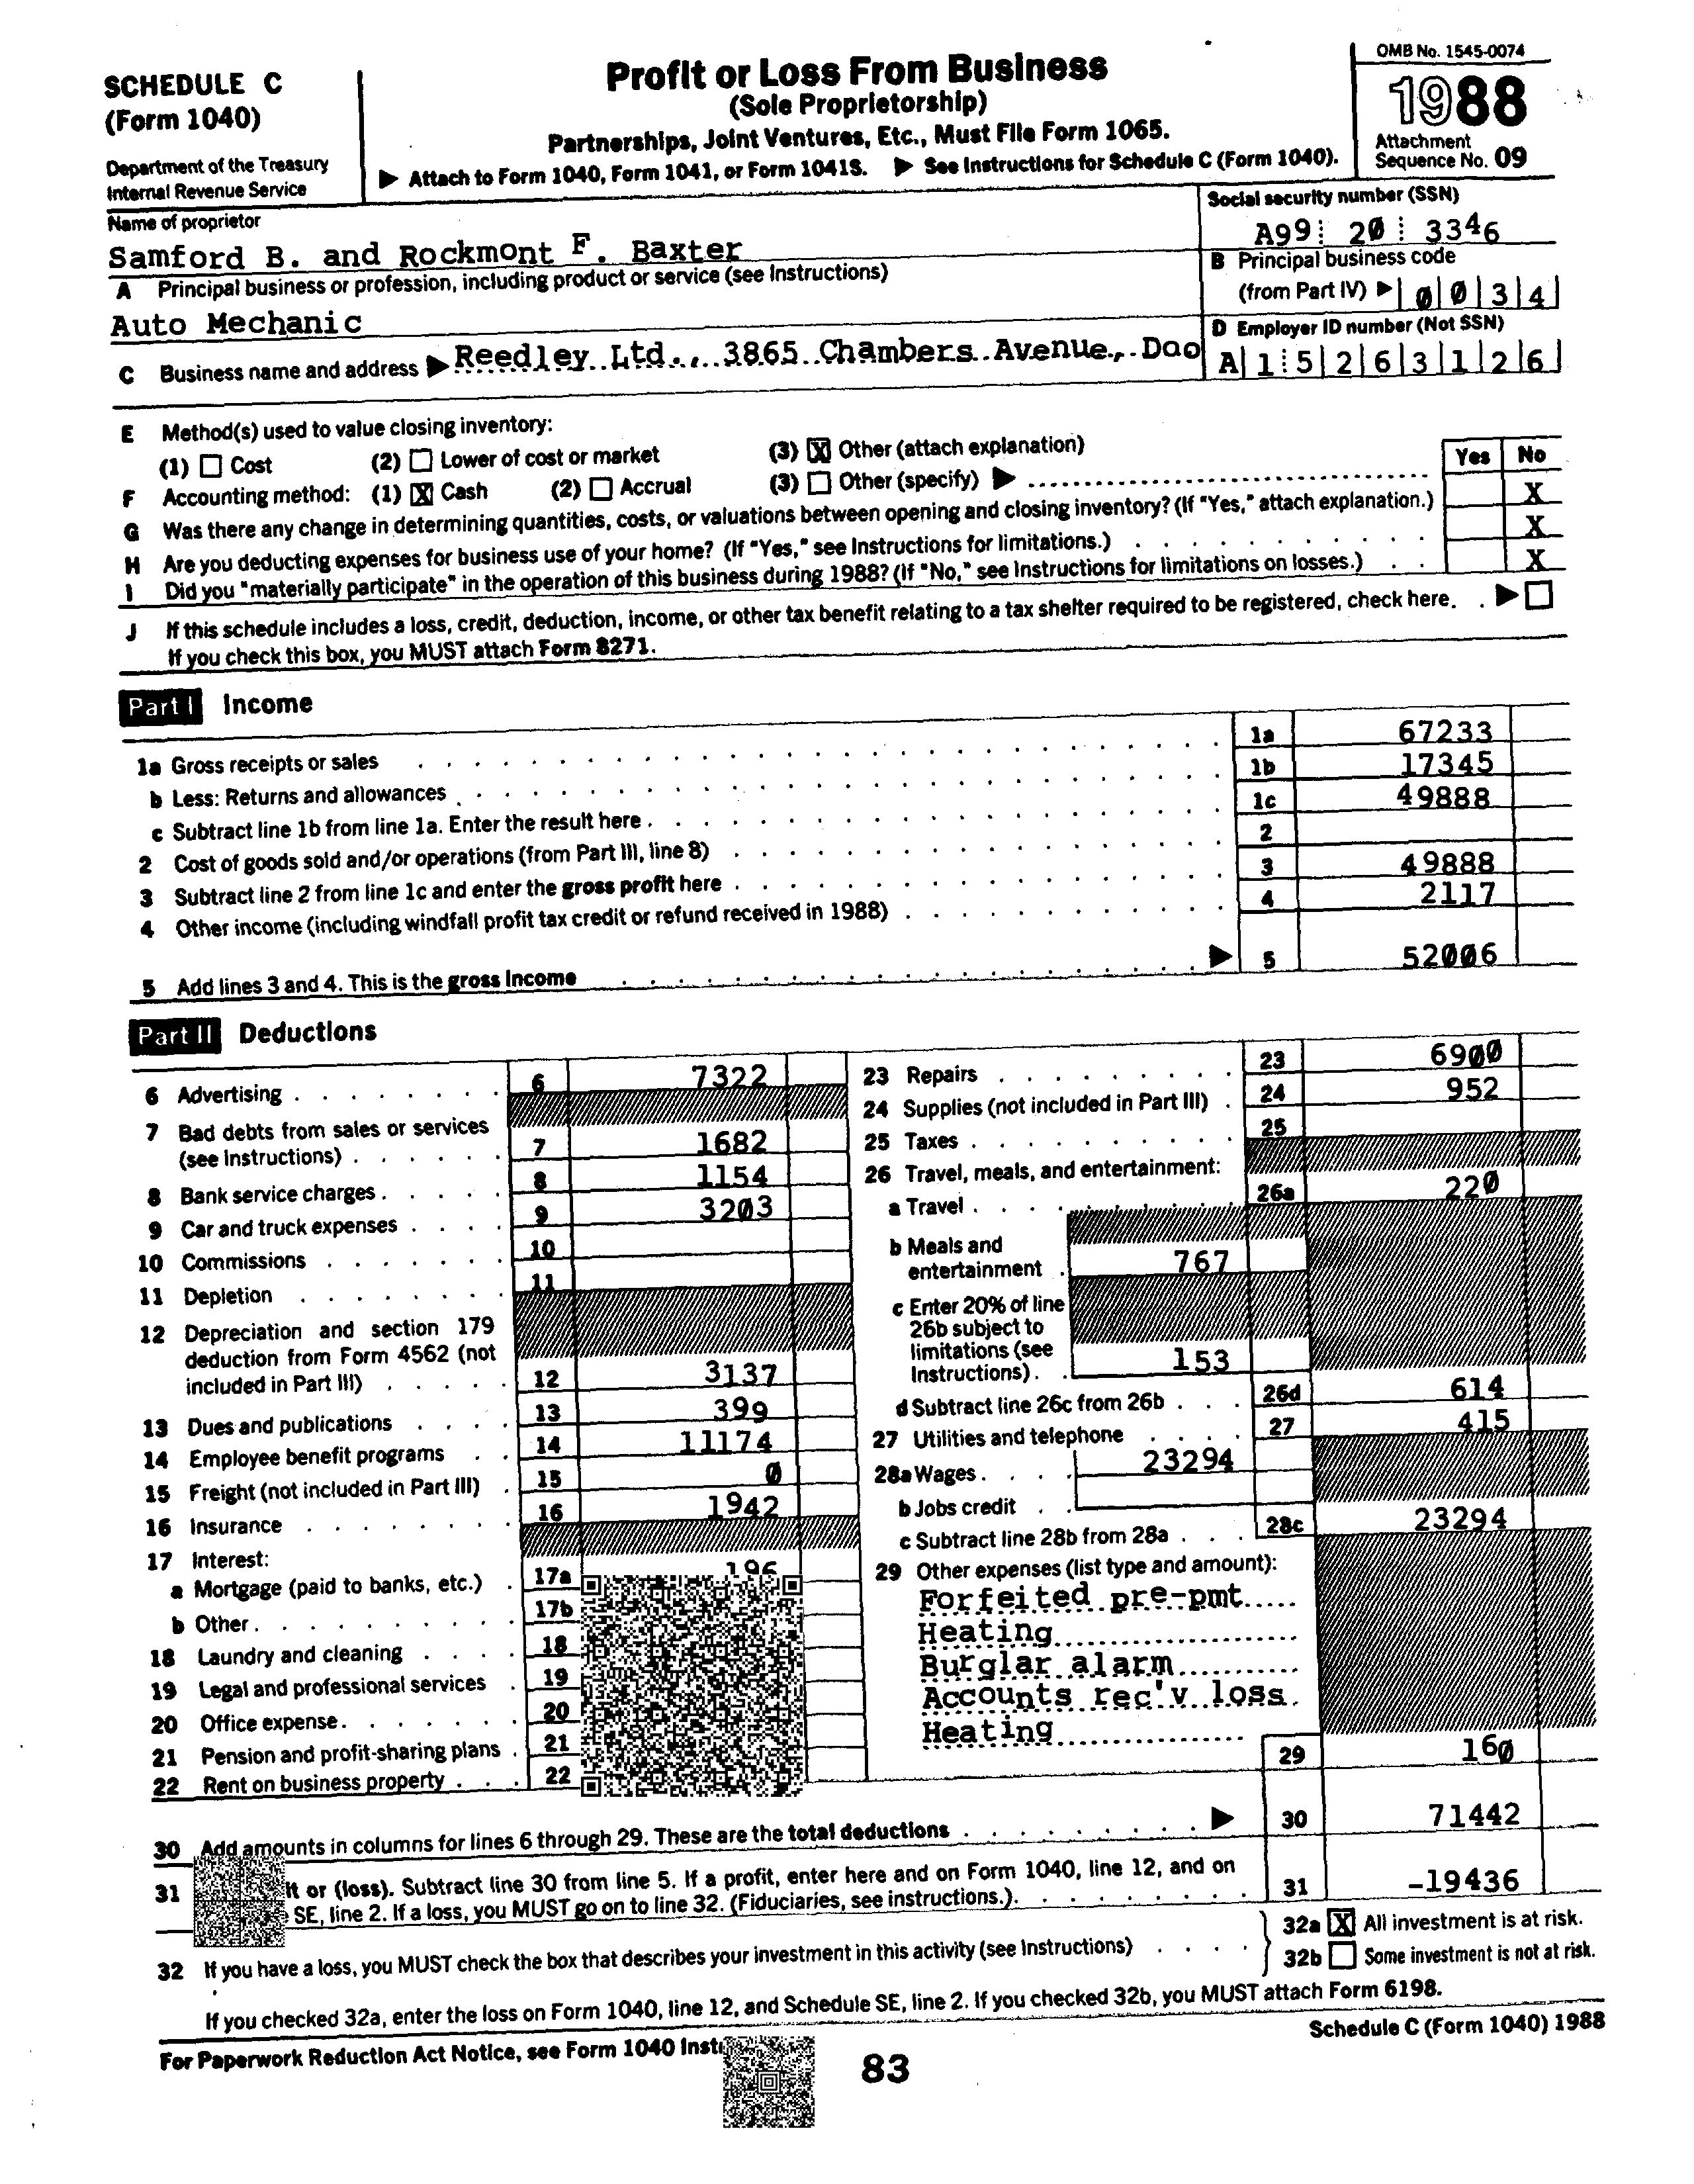 SCHEDULE C
(Form 1040)
Department of the Treasury
Internal Revenue Service
Profit or Loss From Business
(Sole Proprietorship)
Partnerships, Joint Ventures, Etc., Must File Form 1065.
▶ Attach to Form 1040, Form 1041, or Form 1041S. ▶ See Instructions for Schedule C (Form 1040).
OMB No. 1545-0074
1988
Attachment
Sequence No. 09
Name of proprietor
Samford B. and Rockmont F. Baxter
Social security number (SSN)
A99 20 3346
A Principal business or profession, including product or service (see Instructions)
Auto Mechanic
B Principal business code
(from Part IV) ▶ 0 0 3 4
C Business name and address ▶ Reedley Ltd., 3865 Chambers Avenue, Dao
D Employer ID number (Not SSN)
A 1 5 2 6 3 1 2 6
E Method(s) used to value closing inventory:
(1) ☐ Cost (2) ☐ Lower of cost or market (3) ☒ Other (attach explanation)
Yes No
F Accounting method: (1) ☒ Cash (2) ☐ Accrual (3) ☐ Other (specify) ▶
G Was there any change in determining quantities, costs, or valuations between opening and closing inventory? (If "Yes," attach explanation.) X
H Are you deducting expenses for business use of your home? (If "Yes," see Instructions for limitations.) X
I Did you "materially participate" in the operation of this business during 1988? (If "No," see Instructions for limitations on losses.) X
J If this schedule includes a loss, credit, deduction, income, or other tax benefit relating to a tax shelter required to be registered, check here. ▶ ☐
If you check this box, you MUST attach Form 8271.
Part I Income
1a Gross receipts or sales 1a 67233
b Less: Returns and allowances 1b 17345
c Subtract line 1b from line 1a. Enter the result here 1c 49888
2 Cost of goods sold and/or operations (from Part III, line 8) 2
3 Subtract line 2 from line 1c and enter the gross profit here 3 49888
4 Other income (including windfall profit tax credit or refund received in 1988) 4 2117
5 Add lines 3 and 4. This is the gross income ▶ 5 52006
Part II Deductions
6 Advertising 6 7322
7 Bad debts from sales or services
(see Instructions) 7 1682
8 Bank service charges 8 1154
9 Car and truck expenses 9 3203
10 Commissions 10
11 Depletion 11
12 Depreciation and section 179
deduction from Form 4562 (not
included in Part III) 12 3137
13 Dues and publications 13 399
14 Employee benefit programs 14 11174
15 Freight (not included in Part III) 15 0
16 Insurance 16 1942
17 Interest:
a Mortgage (paid to banks, etc.) 17a
b Other 17b
18 Laundry and cleaning 18
19 Legal and professional services 19
20 Office expense 20
21 Pension and profit-sharing plans 21
22 Rent on business property 22
23 Repairs 23 6900
24 Supplies (not included in Part III) 24 952
25 Taxes 25
26 Travel, meals, and entertainment:
a Travel 26a 220
b Meals and
entertainment 767
c Enter 20% of line
26b subject to
limitations (see
Instructions) 153
d Subtract line 26c from 26b 26d 614
27 Utilities and telephone 27 415
28a Wages 23294
b Jobs credit
c Subtract line 28b from 28a 28c 23294
29 Other expenses (list type and amount):
Forfeited pre-pmt
Heating
Burglar alarm
Accounts rec'v loss
Heating
29 160
30 Add amounts in columns for lines 6 through 29. These are the total deductions ▶ 30 71442
31 or (loss). Subtract line 30 from line 5. If a profit, enter here and on Form 1040, line 12, and on
SE, line 2. If a loss, you MUST go on to line 32. (Fiduciaries, see instructions.) 31 -19436
32 If you have a loss, you MUST check the box that describes your investment in this activity (see Instructions)
32a ☒ All investment is at risk.
32b ☐ Some investment is not at risk.
If you checked 32a, enter the loss on Form 1040, line 12, and Schedule SE, line 2. If you checked 32b, you MUST attach Form 6198.
For Paperwork Reduction Act Notice, see Form 1040
83
Schedule C (Form 1040) 1988